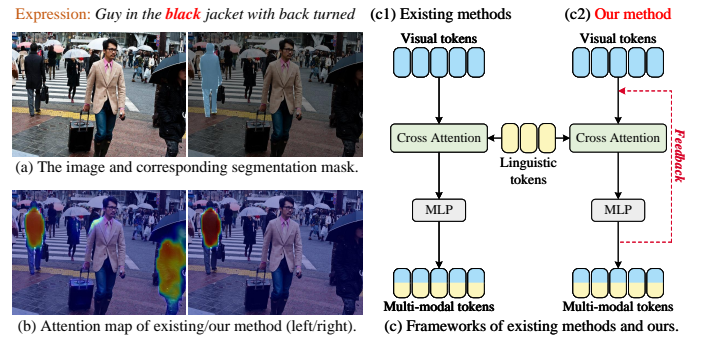 Expression: Guy in the black jacket with back turned
(a) The image and corresponding segmentation mask.
(b) Attention map of existing/our method (left/right).
(c1) Existing methods
Visual tokens
Cross Attention
Linguistic
tokens
MLP
Multi-modal tokens
(c2) Our method
Visual tokens
Cross Attention
Feedback
MLP
Multi-modal tokens
(c) Frameworks of existing methods and ours.